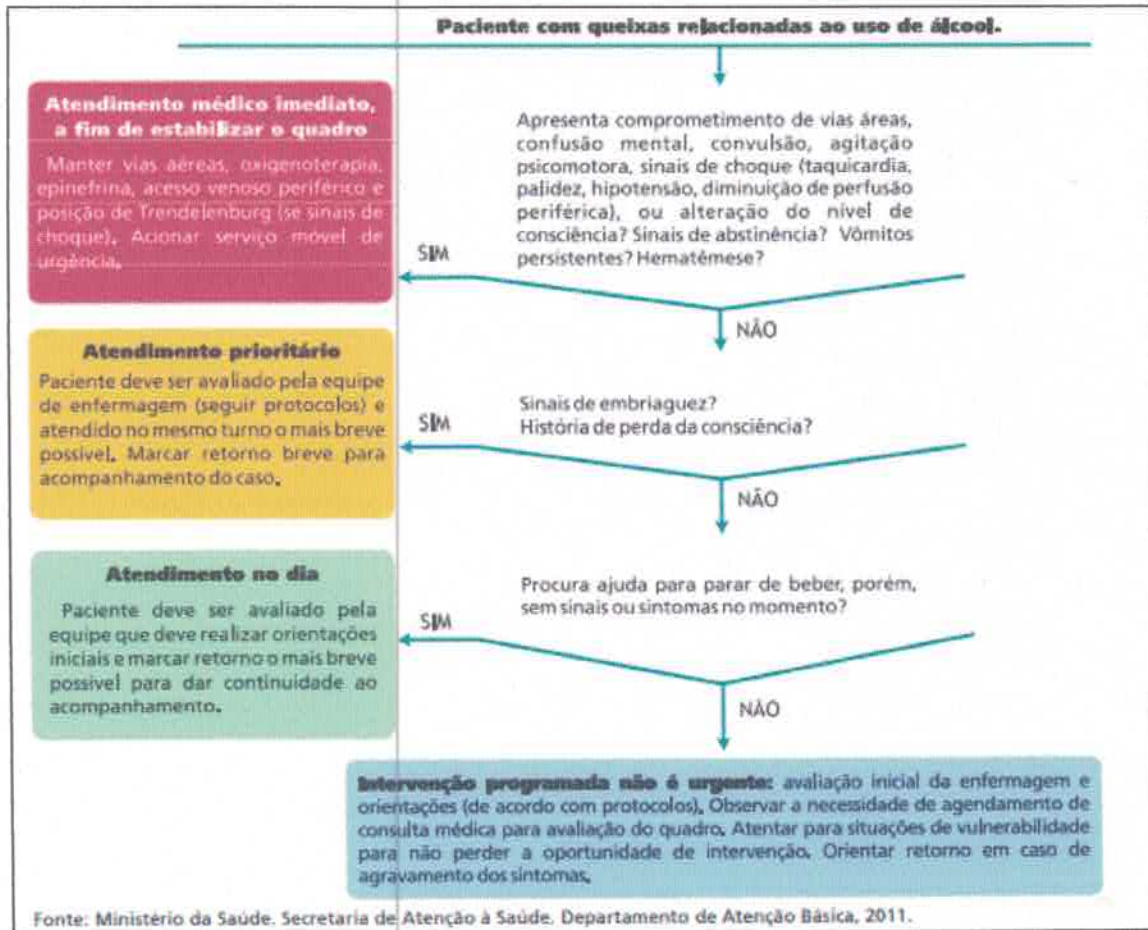 Paciente com queixas relacionadas ao uso de álcool.
Atendimento médico imediato,
a fim de estabilizar o quadro
Manter vias aéreas, oxigenoterapia,
epinefrina, acesso venoso periférico e
posição de Trendelenburg (se sinais de
choque). Acionar serviço móvel de
urgência.
Apresenta comprometimento de vias áreas,
confusão mental, convulsão, agitação
psicomotora, sinais de choque (taquicardia,
palidez, hipotensão, diminuição de perfusão
periférica), ou alteração do nível de
consciência? Sinais de abstinência? Vômitos
persistentes? Hematêmese?
SIM
NÃO
Atendimento prioritário
Paciente deve ser avaliado pela equipe
de enfermagem (seguir protocolos) e
atendido no mesmo turno o mais breve
possível. Marcar retorno breve para
acompanhamento do caso.
Sinais de embriaguez?
História de perda da consciência?
SIM
NÃO
Atendimento no dia
Paciente deve ser avaliado pela
equipe que deve realizar orientações
iniciais e marcar retorno o mais breve
possível para dar continuidade ao
acompanhamento.
Procura ajuda para parar de beber, porém,
sem sinais ou sintomas no momento?
SIM
NÃO
Intervenção programada não é urgente: avaliação inicial da enfermagem e
orientações (de acordo com protocolos). Observar a necessidade de agendamento de
consulta médica para avaliação do quadro. Atentar para situações de vulnerabilidade
para não perder a oportunidade de intervenção. Orientar retorno em caso de
agravamento dos sintomas.
Fonte: Ministério da Saúde. Secretaria de Atenção à Saúde. Departamento de Atenção Básica, 2011.